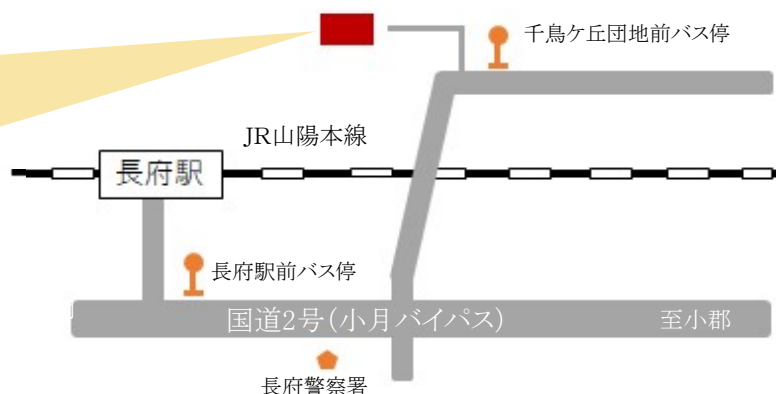 千鳥ケ丘団地前バス停
JR山陽本線
長府駅
長府駅前バス停
国道2号(小月バイパス)
至小郡
長府警察署